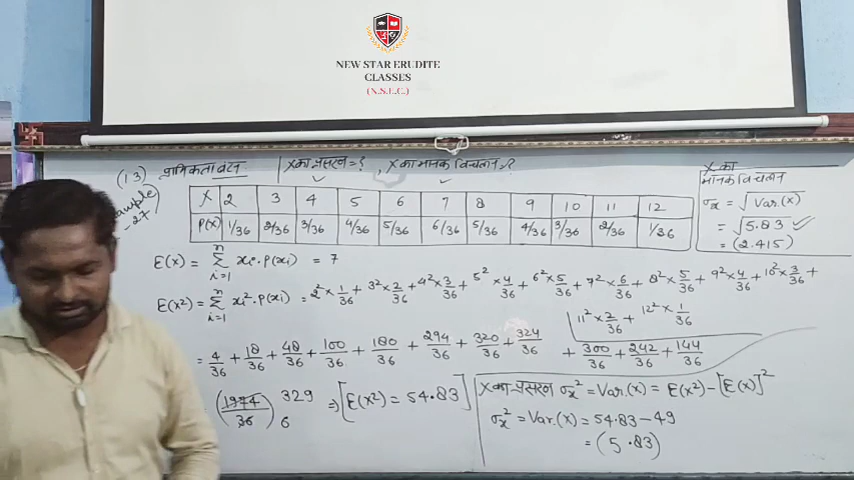 NEW STAR ERUDITE
CLASSES
(N.S.E.C.)
(13) प्रायिकता बंटन | X का प्रसरण = ? , X का मानक विचलन = ?
-27
X 2 3 4 5 6 7 8 9 10 11 12
P(X) 1/36 2/36 3/36 4/36 5/36 6/36 5/36 4/36 3/36 2/36 1/36
X का
मानक विचलन
σx = √Var.(X)
= √5.83 ✓
= (2.415)
E(X) = Σ xi·P(xi) = 7
n i=1
E(X²) = Σ xi²·P(xi) = 2²×1/36 + 3²×2/36 + 4²×3/36 + 5²×4/36 + 6²×5/36 + 7²×6/36 + 8²×5/36 + 9²×4/36 + 10²×3/36 +
n i=1
11²×2/36 + 12²×1/36
= 4/36 + 18/36 + 48/36 + 100/36 + 180/36 + 294/36 + 320/36 + 324/36 + 300/36 + 242/36 + 144/36
(1974/36) 329/6 ⇒ [E(X²) = 54.83]
X का प्रसरण σx² = Var.(X) = E(X²) - [E(X)]²
σx² = Var.(X) = 54.83 - 49
= (5.83)